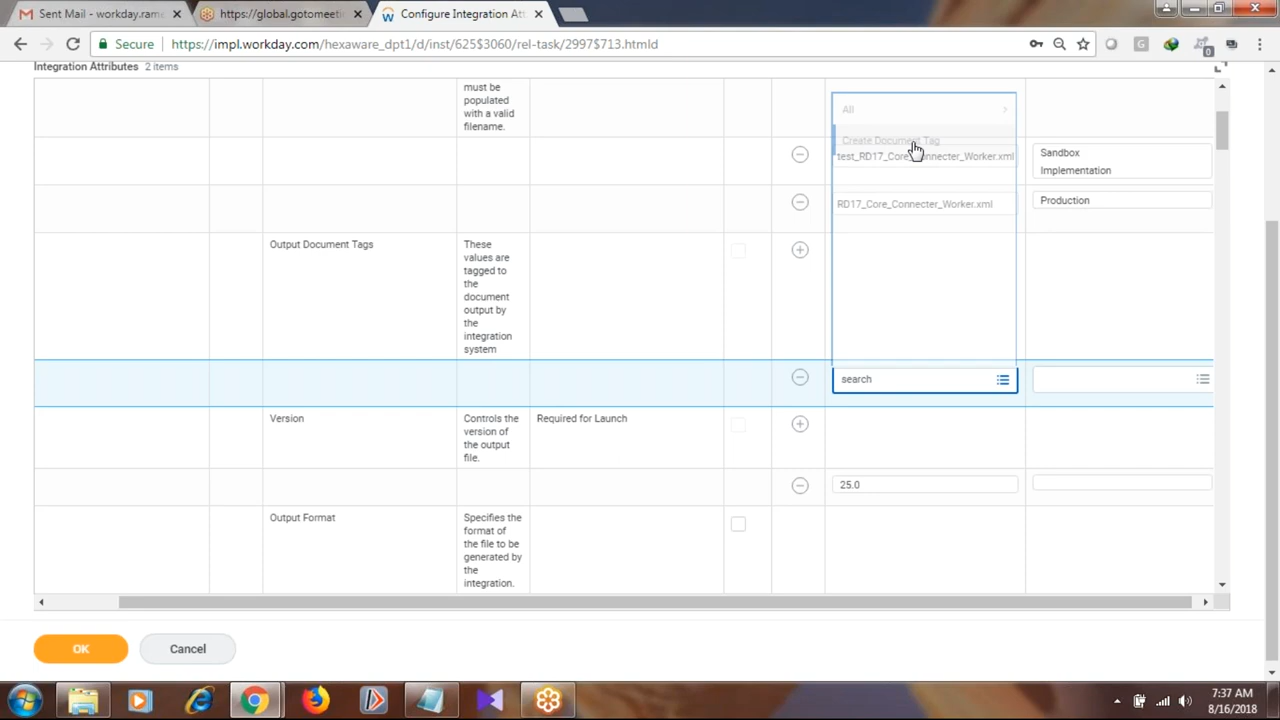 Sent Mail - workday.rame
https://global.gotomeeti
Configure Integration Att
Secure
https://impl.workday.com/hexaware_dpt1/d/inst/625$3060/rel-task/2997$713.htmld
Integration Attributes 2 items
must be
populated
with a valid
filename.
All
Create Document Tag
test_RD17_Core_Connecter_Worker.xml
Sandbox
Implementation
RD17_Core_Connecter_Worker.xml
Production
Output Document Tags
These
values are
tagged to
the
document
output by
the
integration
system
search
Version
Controls the
version of
the output
file.
Required for Launch
25.0
Output Format
Specifies the
format of
the file to be
generated by
the
integration.
OK
Cancel
7:37 AM
8/16/2018